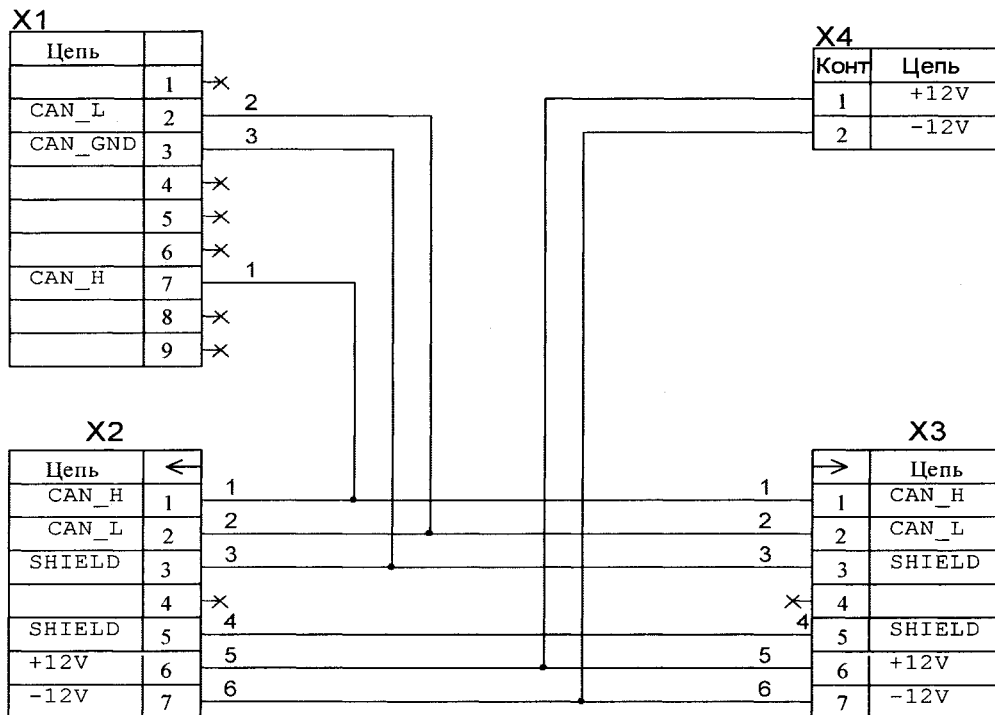 X1
Цепь
1
CAN_L 2 2
CAN_GND 3 3
4
5
6
CAN_H 7 1
8
9
X4
Конт Цепь
1 +12V
2 -12V
X2
Цепь
CAN_H 1 1
CAN_L 2 2
SHIELD 3 3
4
SHIELD 5 4
+12V 6 5
-12V 7 6
X3
Цепь
1 1 CAN_H
2 2 CAN_L
3 3 SHIELD
4
4 5 SHIELD
5 6 +12V
6 7 -12V